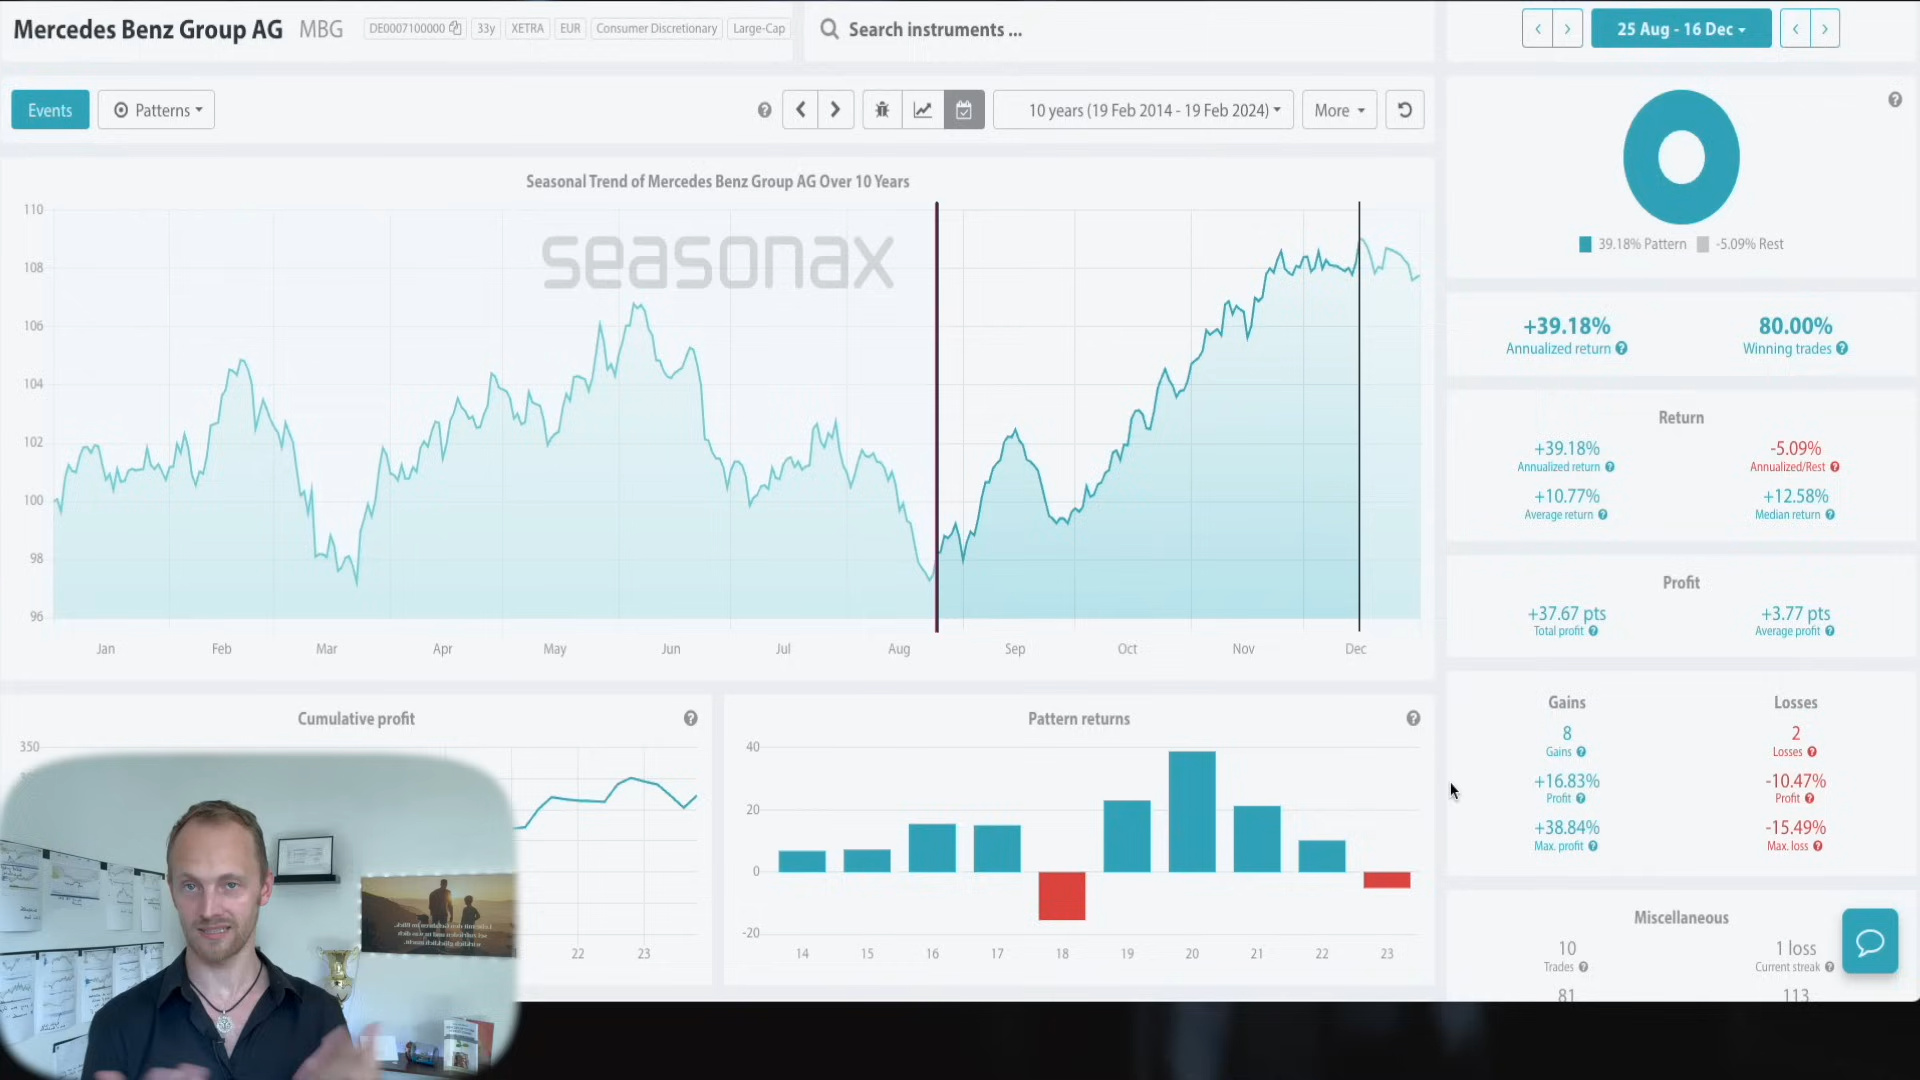 Mercedes Benz Group AG MBG DE0007100000 33y XETRA EUR Consumer Discretionary Large-Cap
Search instruments ...
25 Aug - 16 Dec
Events Patterns
10 years (19 Feb 2014 - 19 Feb 2024) More
Seasonal Trend of Mercedes Benz Group AG Over 10 Years
seasonax
110
108
106
104
102
100
98
96
Jan Feb Mar Apr May Jun Jul Aug Sep Oct Nov Dec
39.18% Pattern -5.09% Rest
+39.18% 80.00%
Annualized return Winning trades
Return
+39.18% -5.09%
Annualized return Annualized/Rest
+10.77% +12.58%
Average return Median return
Profit
+37.67 pts +3.77 pts
Total profit Average profit
Gains Losses
8 2
Gains Losses
+16.83% -10.47%
Profit Profit
+38.84% -15.49%
Max. profit Max. loss
Miscellaneous
10 1 loss
Trades Current streak
81 113
Cumulative profit
350
22 23
Pattern returns
40
20
0
-20
14 15 16 17 18 19 20 21 22 23